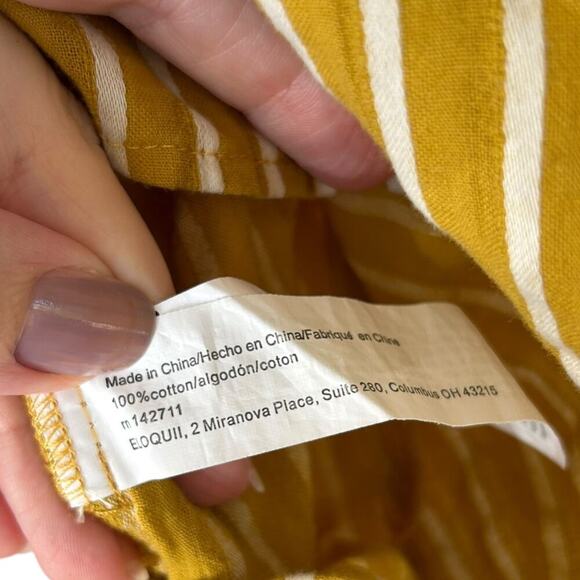 Made in China/Hecho en China/Fabriqué en Chine
100%cotton/algodón/coton
m142711
ELOQUII, 2 Miranova Place, Suite 280, Columbus OH 43215